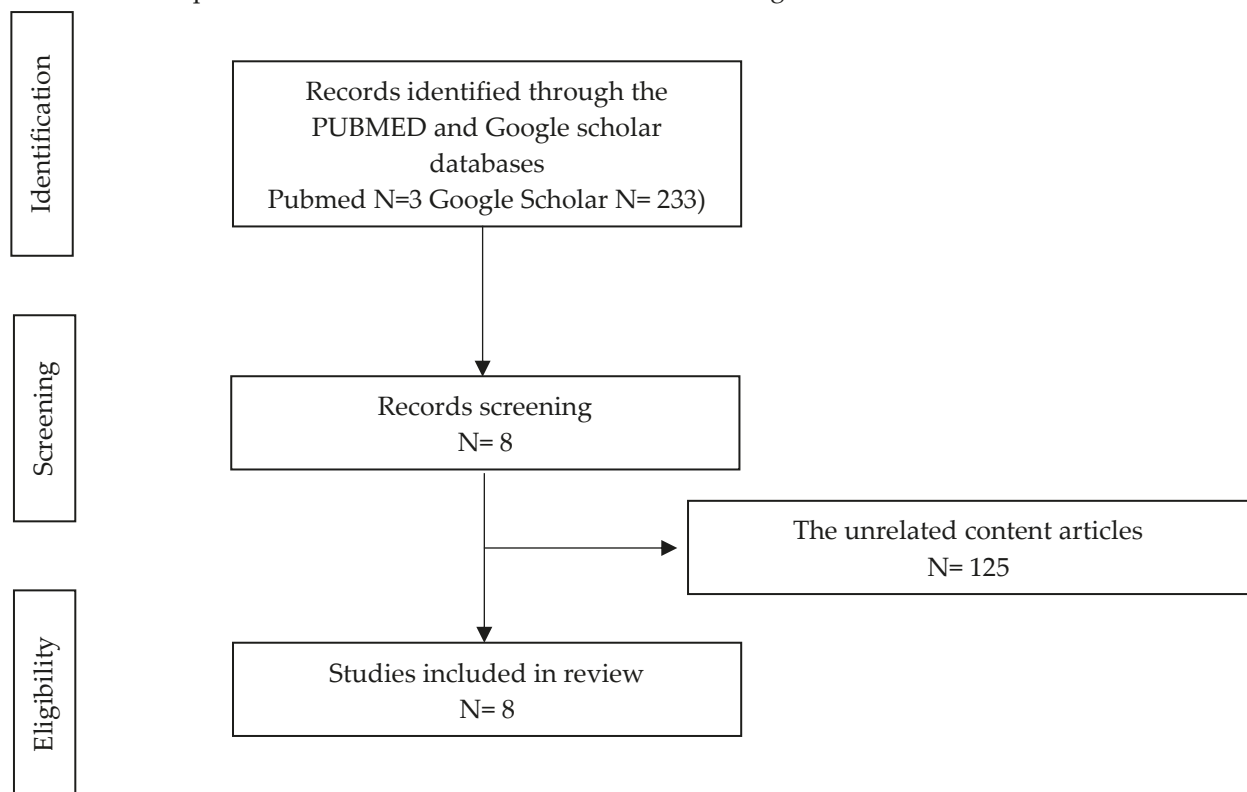 Identification
Records identified through the
PUBMED and Google scholar
databases
Pubmed N=3 Google Scholar N= 233)
Screening
Records screening
N= 8
The unrelated content articles
N= 125
Eligibility
Studies included in review
N= 8